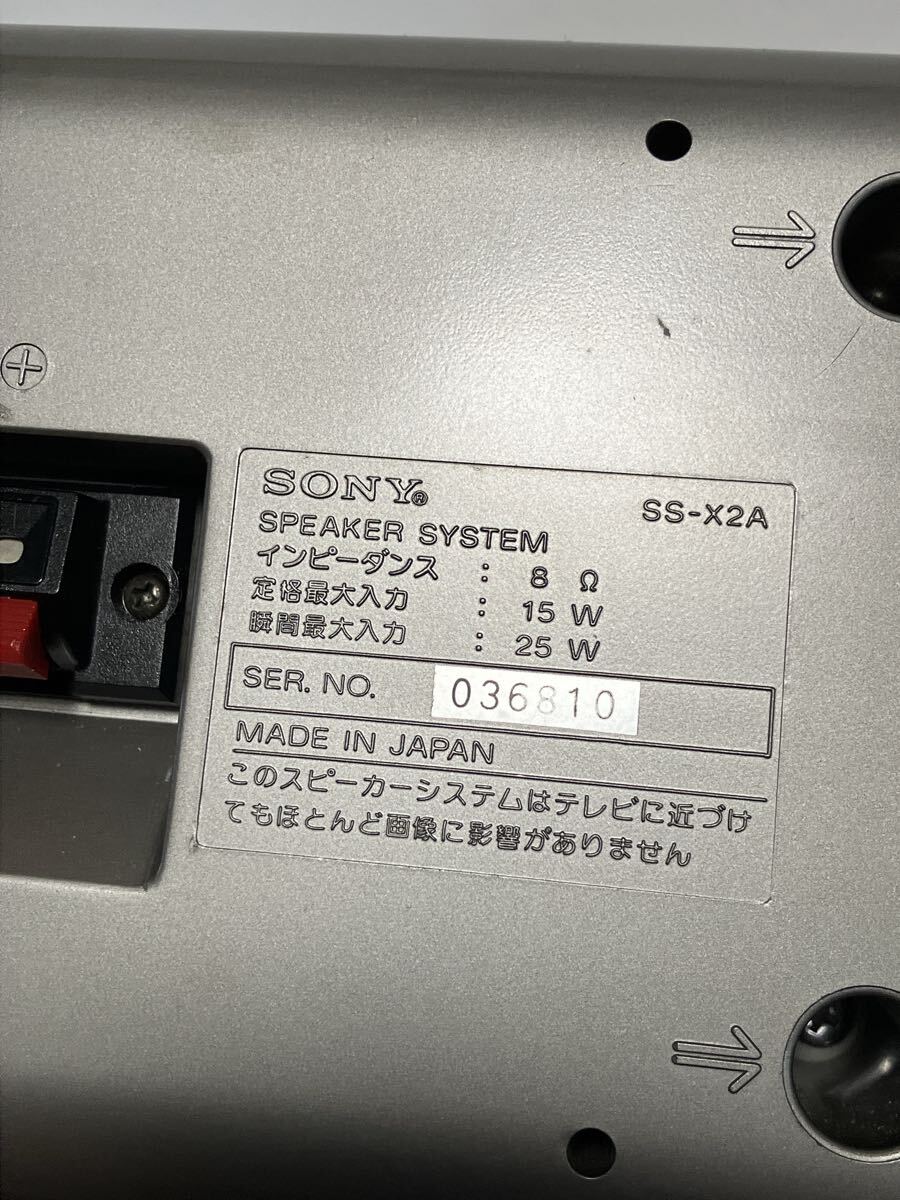 SONY®
SS-X2A
SPEAKER SYSTEM
インピーダンス : 8 Ω
定格最大入力 : 15 W
瞬間最大入力 : 25 W
SER. NO. 036810
MADE IN JAPAN
このスピーカーシステムはテレビに近づけ
てもほとんど画像に影響がありません